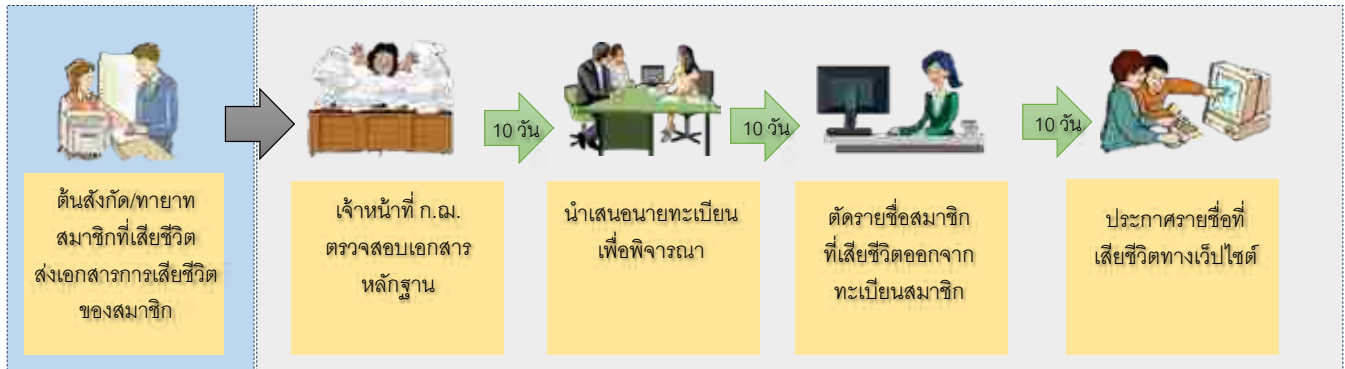 ต้นสังกัด/ทายาท
สมาชิกที่เสียชีวิต
ส่งเอกสารการเสียชีวิต
ของสมาชิก
เจ้าหน้าที่ ก.ฌ.
ตรวจสอบเอกสาร
หลักฐาน
10 วัน
นำเสนอนายทะเบียน
เพื่อพิจารณา
10 วัน
ตัดรายชื่อสมาชิก
ที่เสียชีวิตออกจาก
ทะเบียนสมาชิก
10 วัน
ประกาศรายชื่อที่
เสียชีวิตทางเว็ปไซต์